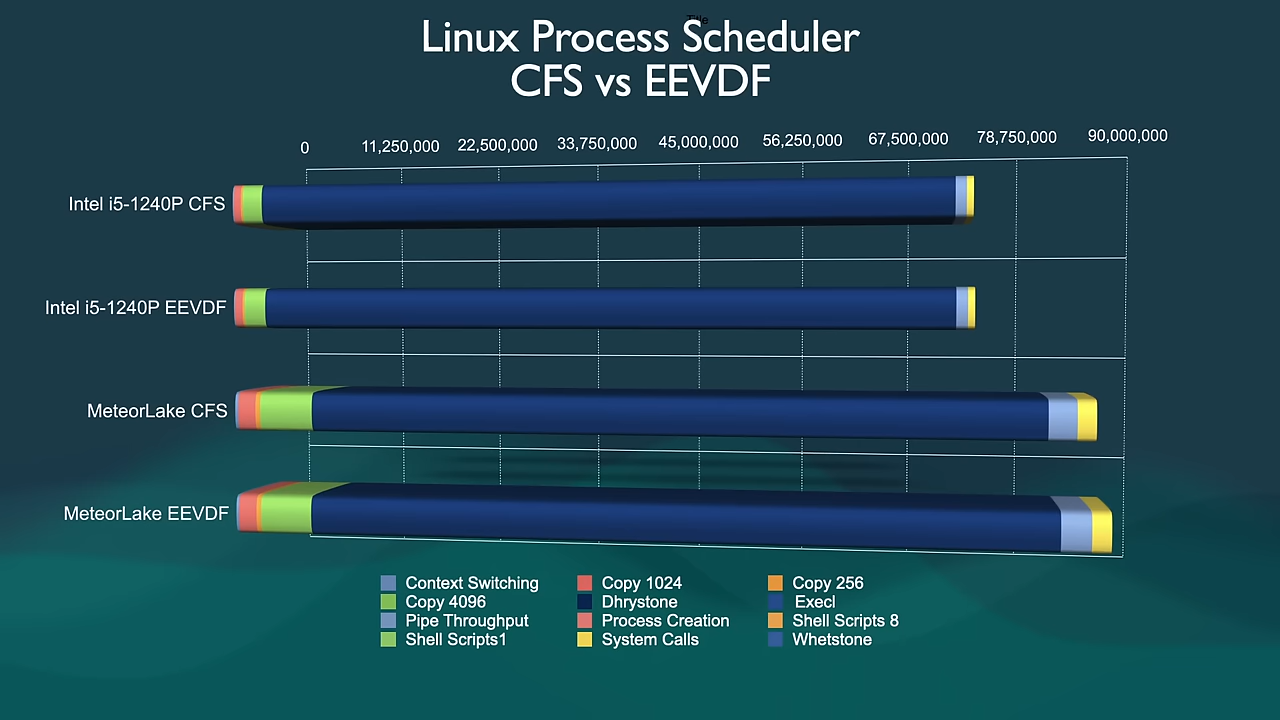 Title
Linux Process Scheduler
CFS vs EEVDF
0 11,250,000 22,500,000 33,750,000 45,000,000 56,250,000 67,500,000 78,750,000 90,000,000
Intel i5-1240P CFS
Intel i5-1240P EEVDF
MeteorLake CFS
MeteorLake EEVDF
Context Switching Copy 1024 Copy 256
Copy 4096 Dhrystone Execl
Pipe Throughput Process Creation Shell Scripts 8
Shell Scripts1 System Calls Whetstone